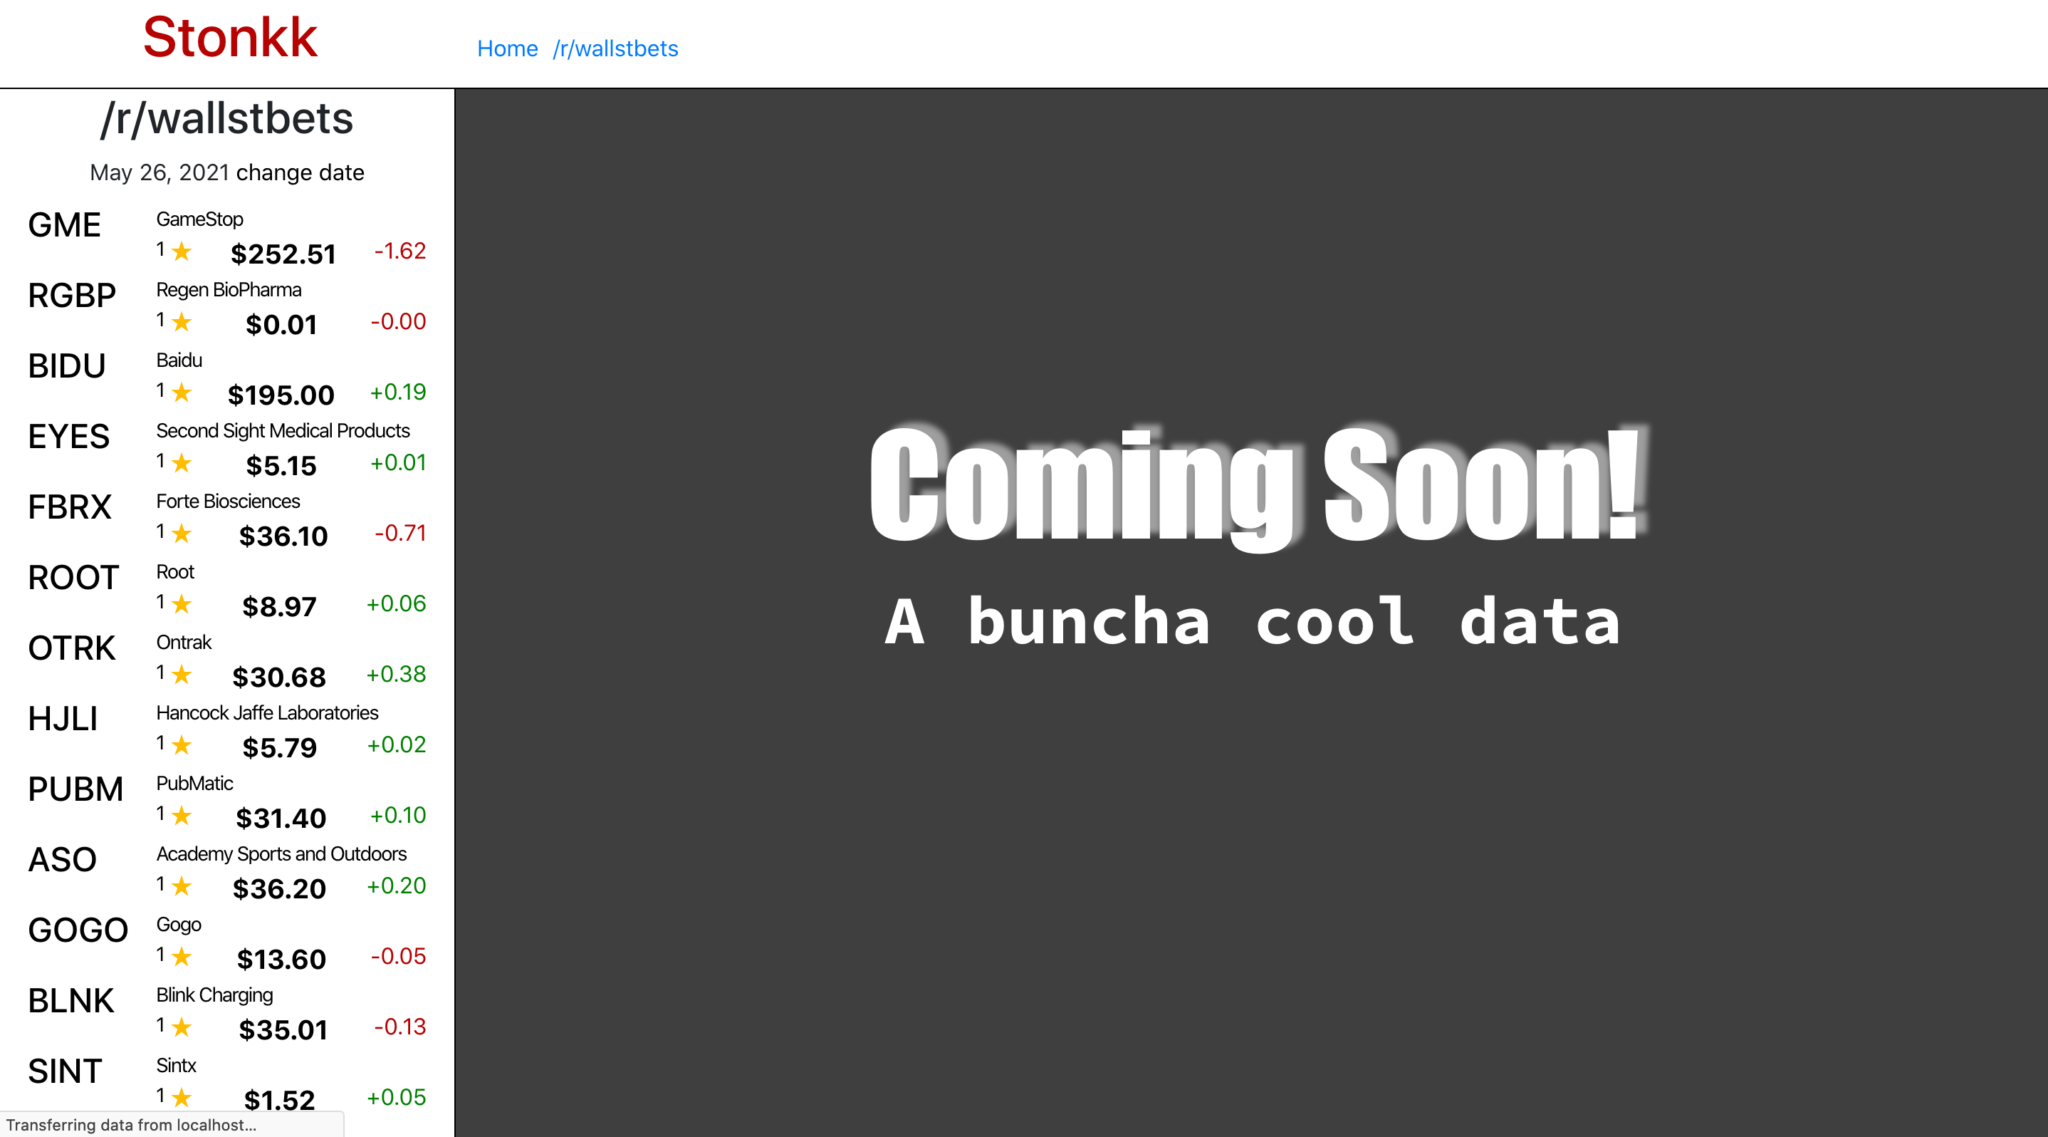 Stonkk
Home /r/wallstbets
/r/wallstbets
May 26, 2021 change date
GME GameStop
1 ★ $252.51 -1.62
RGBP Regen BioPharma
1 ★ $0.01 -0.00
BIDU Baidu
1 ★ $195.00 +0.19
EYES Second Sight Medical Products
1 ★ $5.15 +0.01
FBRX Forte Biosciences
1 ★ $36.10 -0.71
ROOT Root
1 ★ $8.97 +0.06
OTRK Ontrak
1 ★ $30.68 +0.38
HJLI Hancock Jaffe Laboratories
1 ★ $5.79 +0.02
PUBM PubMatic
1 ★ $31.40 +0.10
ASO Academy Sports and Outdoors
1 ★ $36.20 +0.20
GOGO Gogo
1 ★ $13.60 -0.05
BLNK Blink Charging
1 ★ $35.01 -0.13
SINT Sintx
1 ★ $1.52 +0.05
Transferring data from localhost...
Coming Soon!
A buncha cool data